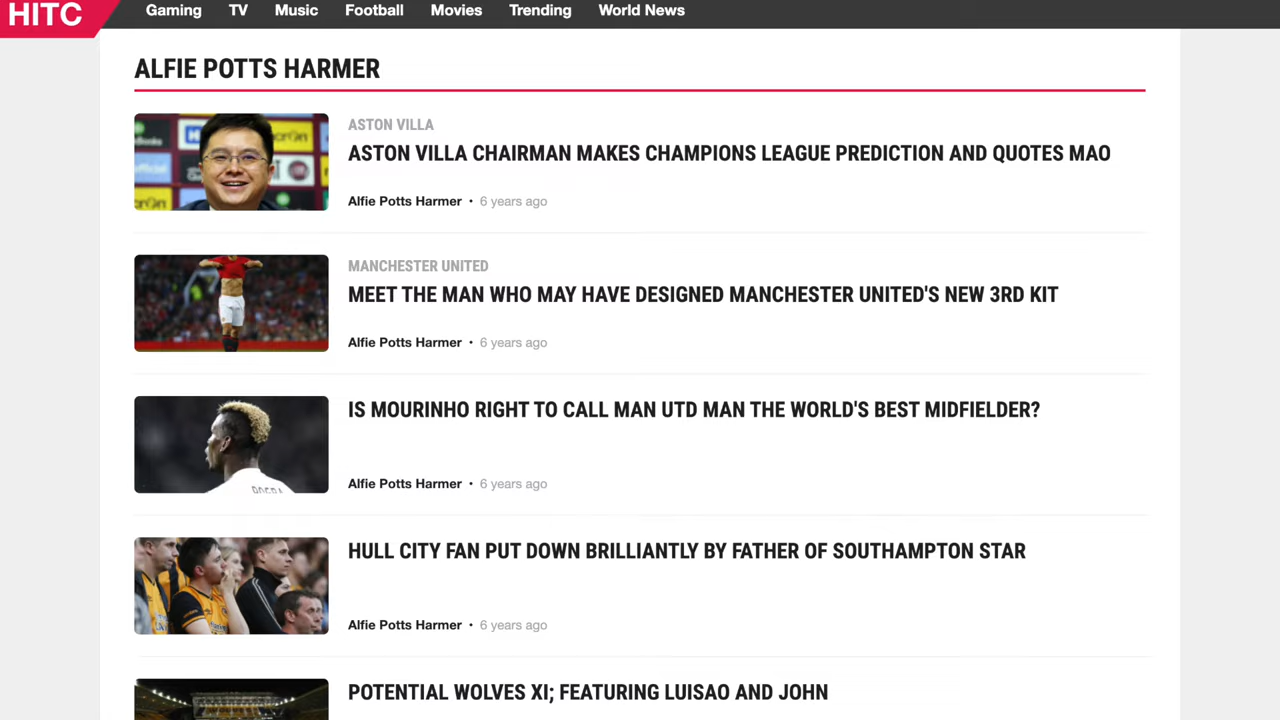 HITC
Gaming TV Music Football Movies Trending World News
ALFIE POTTS HARMER
ASTON VILLA
ASTON VILLA CHAIRMAN MAKES CHAMPIONS LEAGUE PREDICTION AND QUOTES MAO
Alfie Potts Harmer • 6 years ago
MANCHESTER UNITED
MEET THE MAN WHO MAY HAVE DESIGNED MANCHESTER UNITED'S NEW 3RD KIT
Alfie Potts Harmer • 6 years ago
IS MOURINHO RIGHT TO CALL MAN UTD MAN THE WORLD'S BEST MIDFIELDER?
Alfie Potts Harmer • 6 years ago
HULL CITY FAN PUT DOWN BRILLIANTLY BY FATHER OF SOUTHAMPTON STAR
Alfie Potts Harmer • 6 years ago
POTENTIAL WOLVES XI; FEATURING LUISAO AND JOHN